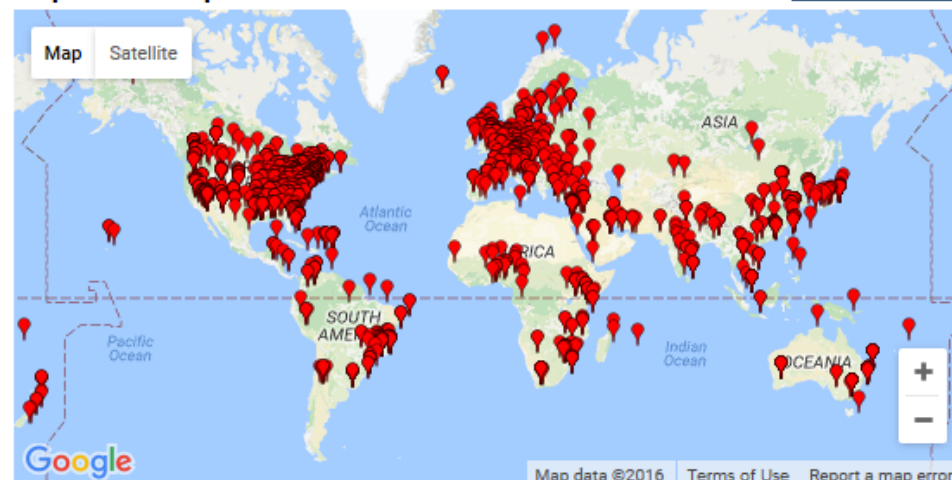 Map
Satellite
ASIA
Atlantic
Ocean
RICA
SOUTH
AME
Pacific
Ocean
Indian
Ocean
OCEANIA
+
−
Google
Map data ©2016
Terms of Use
Report a map error